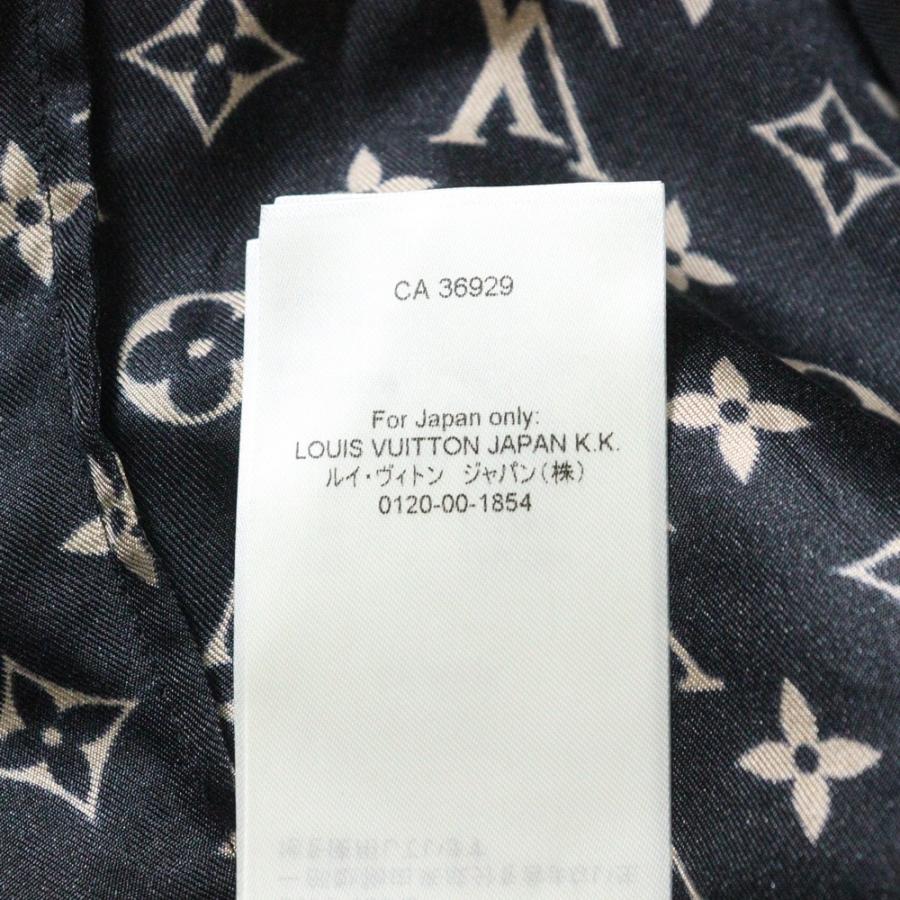 CA 36929
For Japan only:
LOUIS VUITTON JAPAN K.K.
ルイ・ヴィトン ジャパン(株)
0120-00-1854